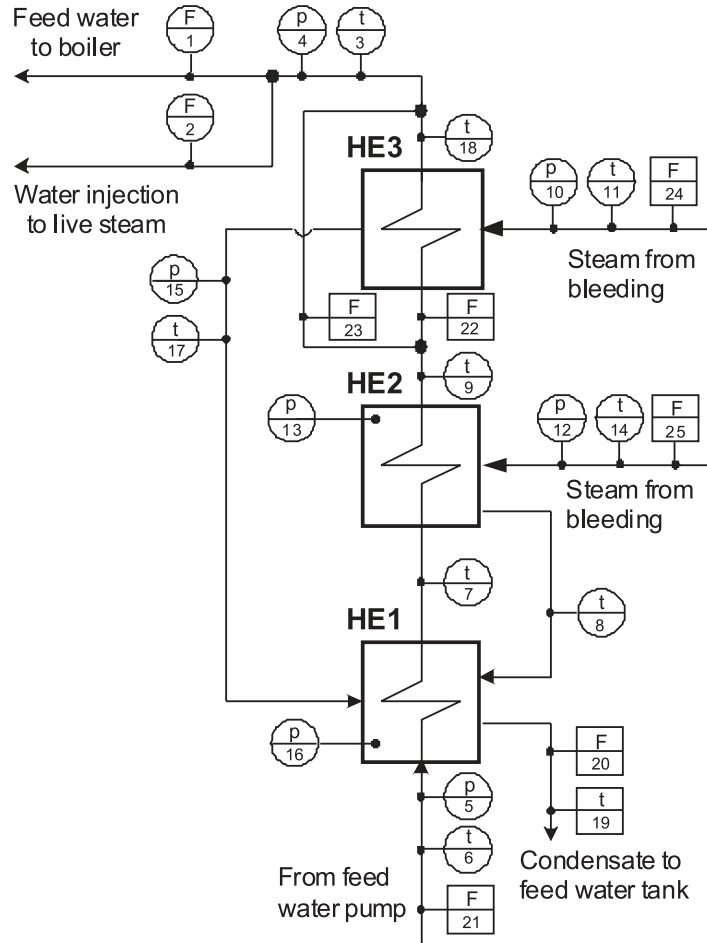 Feed water
to boiler
F
1
p
4
t
3
F
2
Water injection
to live steam
t
18
HE3
p
10
t
11
F
24
Steam from
bleeding
p
15
t
17
F
23
F
22
t
9
HE2
p
13
p
12
t
14
F
25
Steam from
bleeding
t
7
t
8
HE1
p
16
F
20
t
19
p
5
t
6
F
21
From feed
water pump
Condensate to
feed water tank